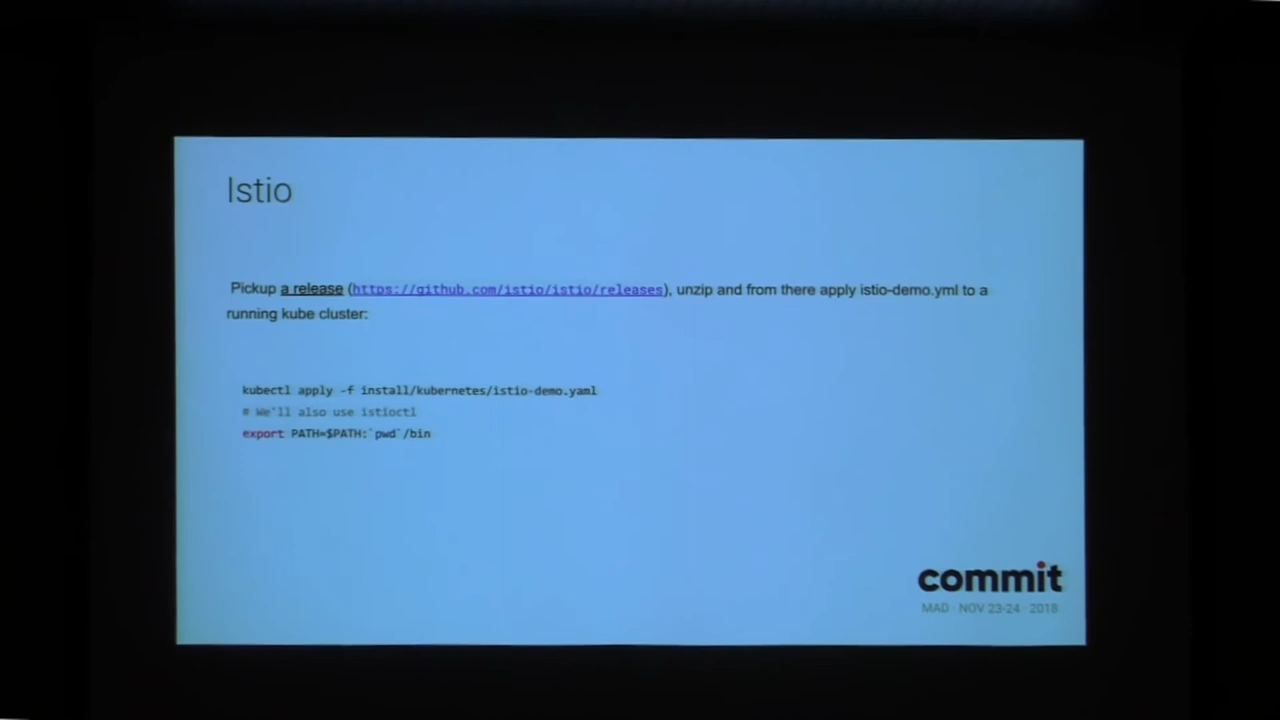 Istio
Pickup a release (https://github.com/istio/istio/releases), unzip and from there apply istio-demo.yml to a
running kube cluster:
kubectl apply -f install/kubernetes/istio-demo.yaml
# We'll also use istioctl
export PATH=$PATH:`pwd`/bin
commit
MAD · NOV 23-24 · 2018